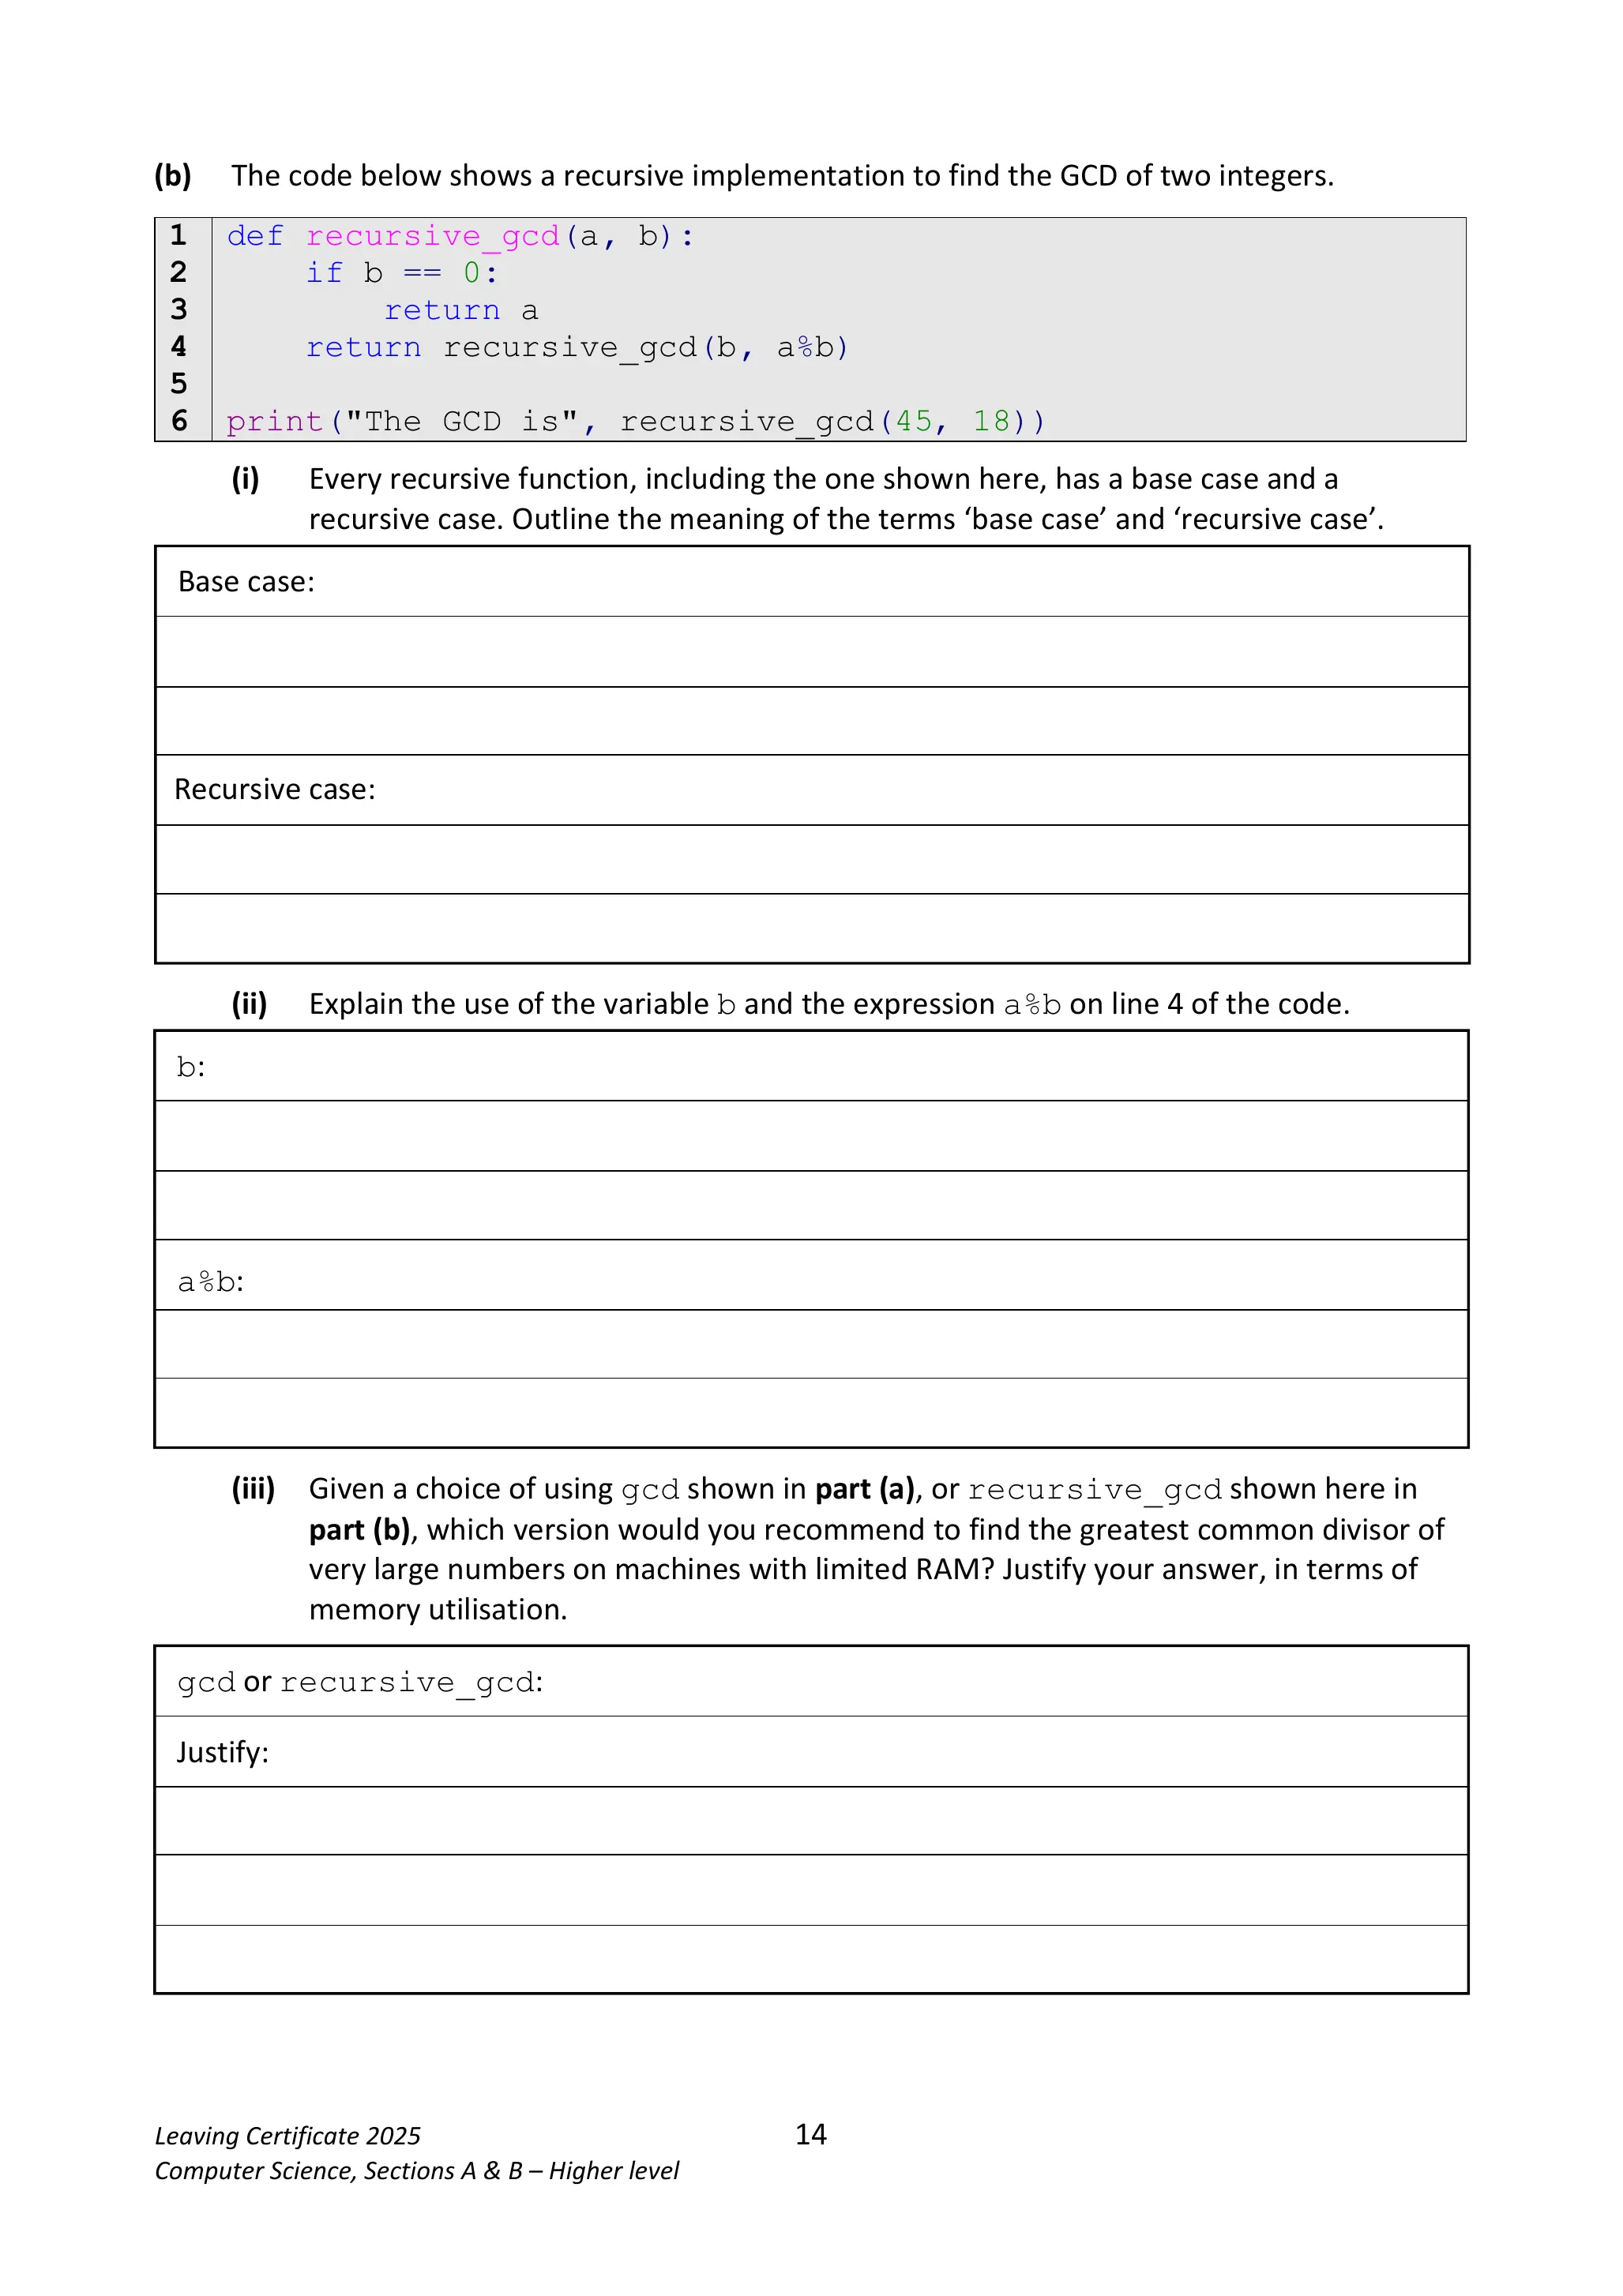 (b) The code below shows a recursive implementation to find the GCD of two integers.
1 def recursive_gcd(a, b):
2     if b == 0:
3         return a
4     return recursive_gcd(b, a%b)
5
6 print("The GCD is", recursive_gcd(45, 18))
(i) Every recursive function, including the one shown here, has a base case and a
recursive case. Outline the meaning of the terms ‘base case’ and ‘recursive case’.
Base case:
Recursive case:
(ii) Explain the use of the variable b and the expression a%b on line 4 of the code.
b:
a%b:
(iii) Given a choice of using gcd shown in part (a), or recursive_gcd shown here in
part (b), which version would you recommend to find the greatest common divisor of
very large numbers on machines with limited RAM? Justify your answer, in terms of
memory utilisation.
gcd or recursive_gcd:
Justify:
Leaving Certificate 2025 14
Computer Science, Sections A & B – Higher level